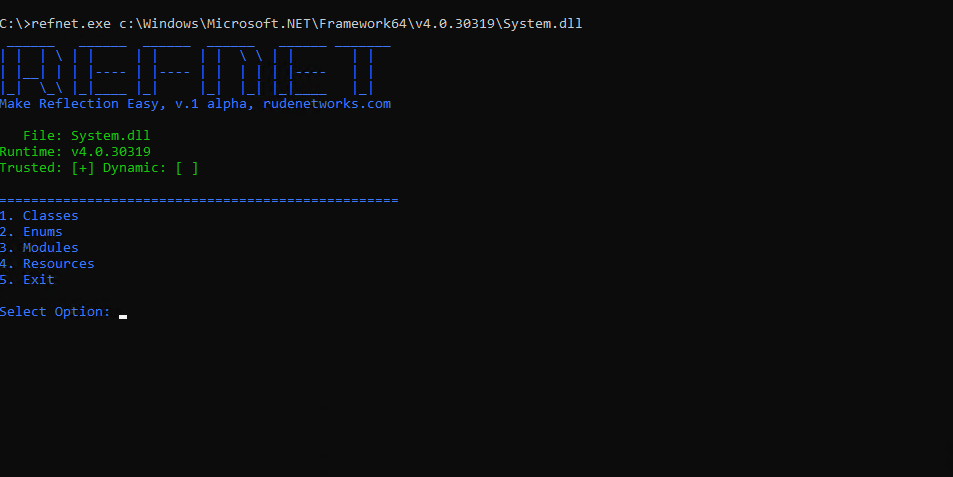 C:\>refnet.exe c:\Windows\Microsoft.NET\Framework64\v4.0.30319\System.dll
REFNET
Make Reflection Easy, v.1 alpha, rudenetworks.com
File: System.dll
Runtime: v4.0.30319
Trusted: [+] Dynamic: [ ]
==================================================
1. Classes
2. Enums
3. Modules
4. Resources
5. Exit
Select Option: